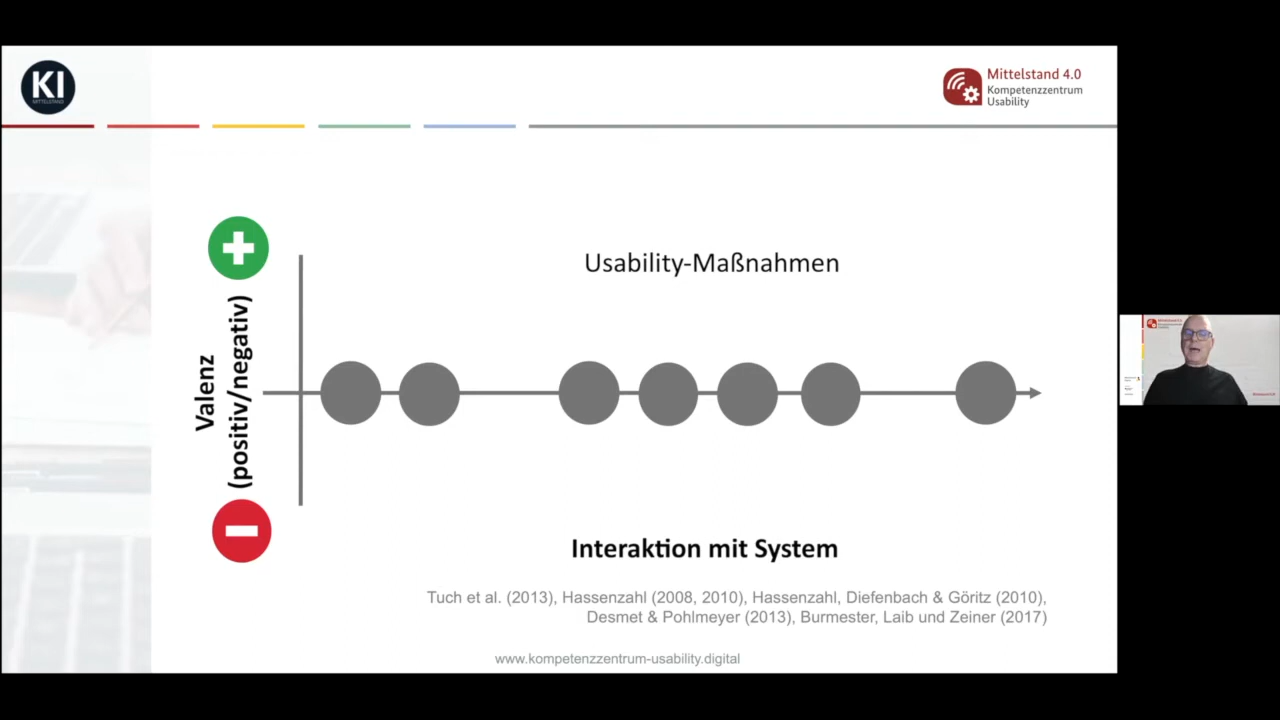 KI
MITTELSTAND
Mittelstand 4.0
Kompetenzzentrum
Usability
Usability-Maßnahmen
Valenz
(positiv/negativ)
Interaktion mit System
Tuch et al. (2013), Hassenzahl (2008, 2010), Hassenzahl, Diefenbach & Göritz (2010),
Desmet & Pohlmeyer (2013), Burmester, Laib und Zeiner (2017)
www.kompetenzzentrum-usability.digital